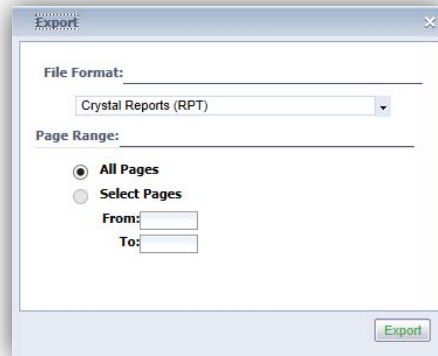 Export
File Format:
Crystal Reports (RPT)
Page Range:
All Pages
Select Pages
From:
To:
Export